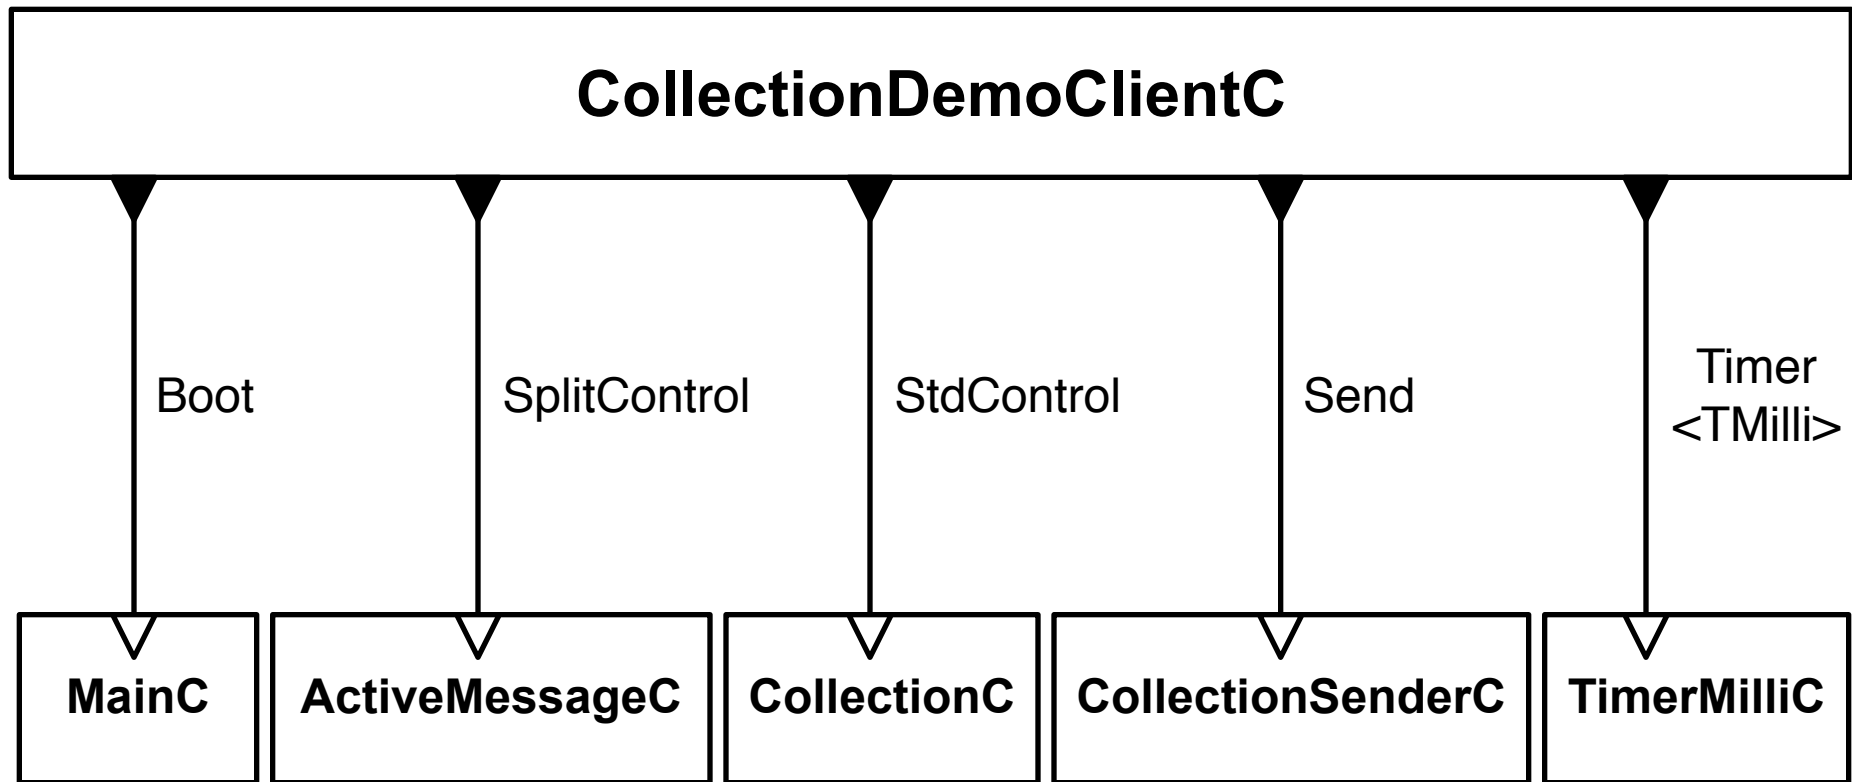 CollectionDemoClientC
Boot
SplitControl
StdControl
Send
Timer
<TMilli>
MainC
ActiveMessageC
CollectionC
CollectionSenderC
TimerMilliC